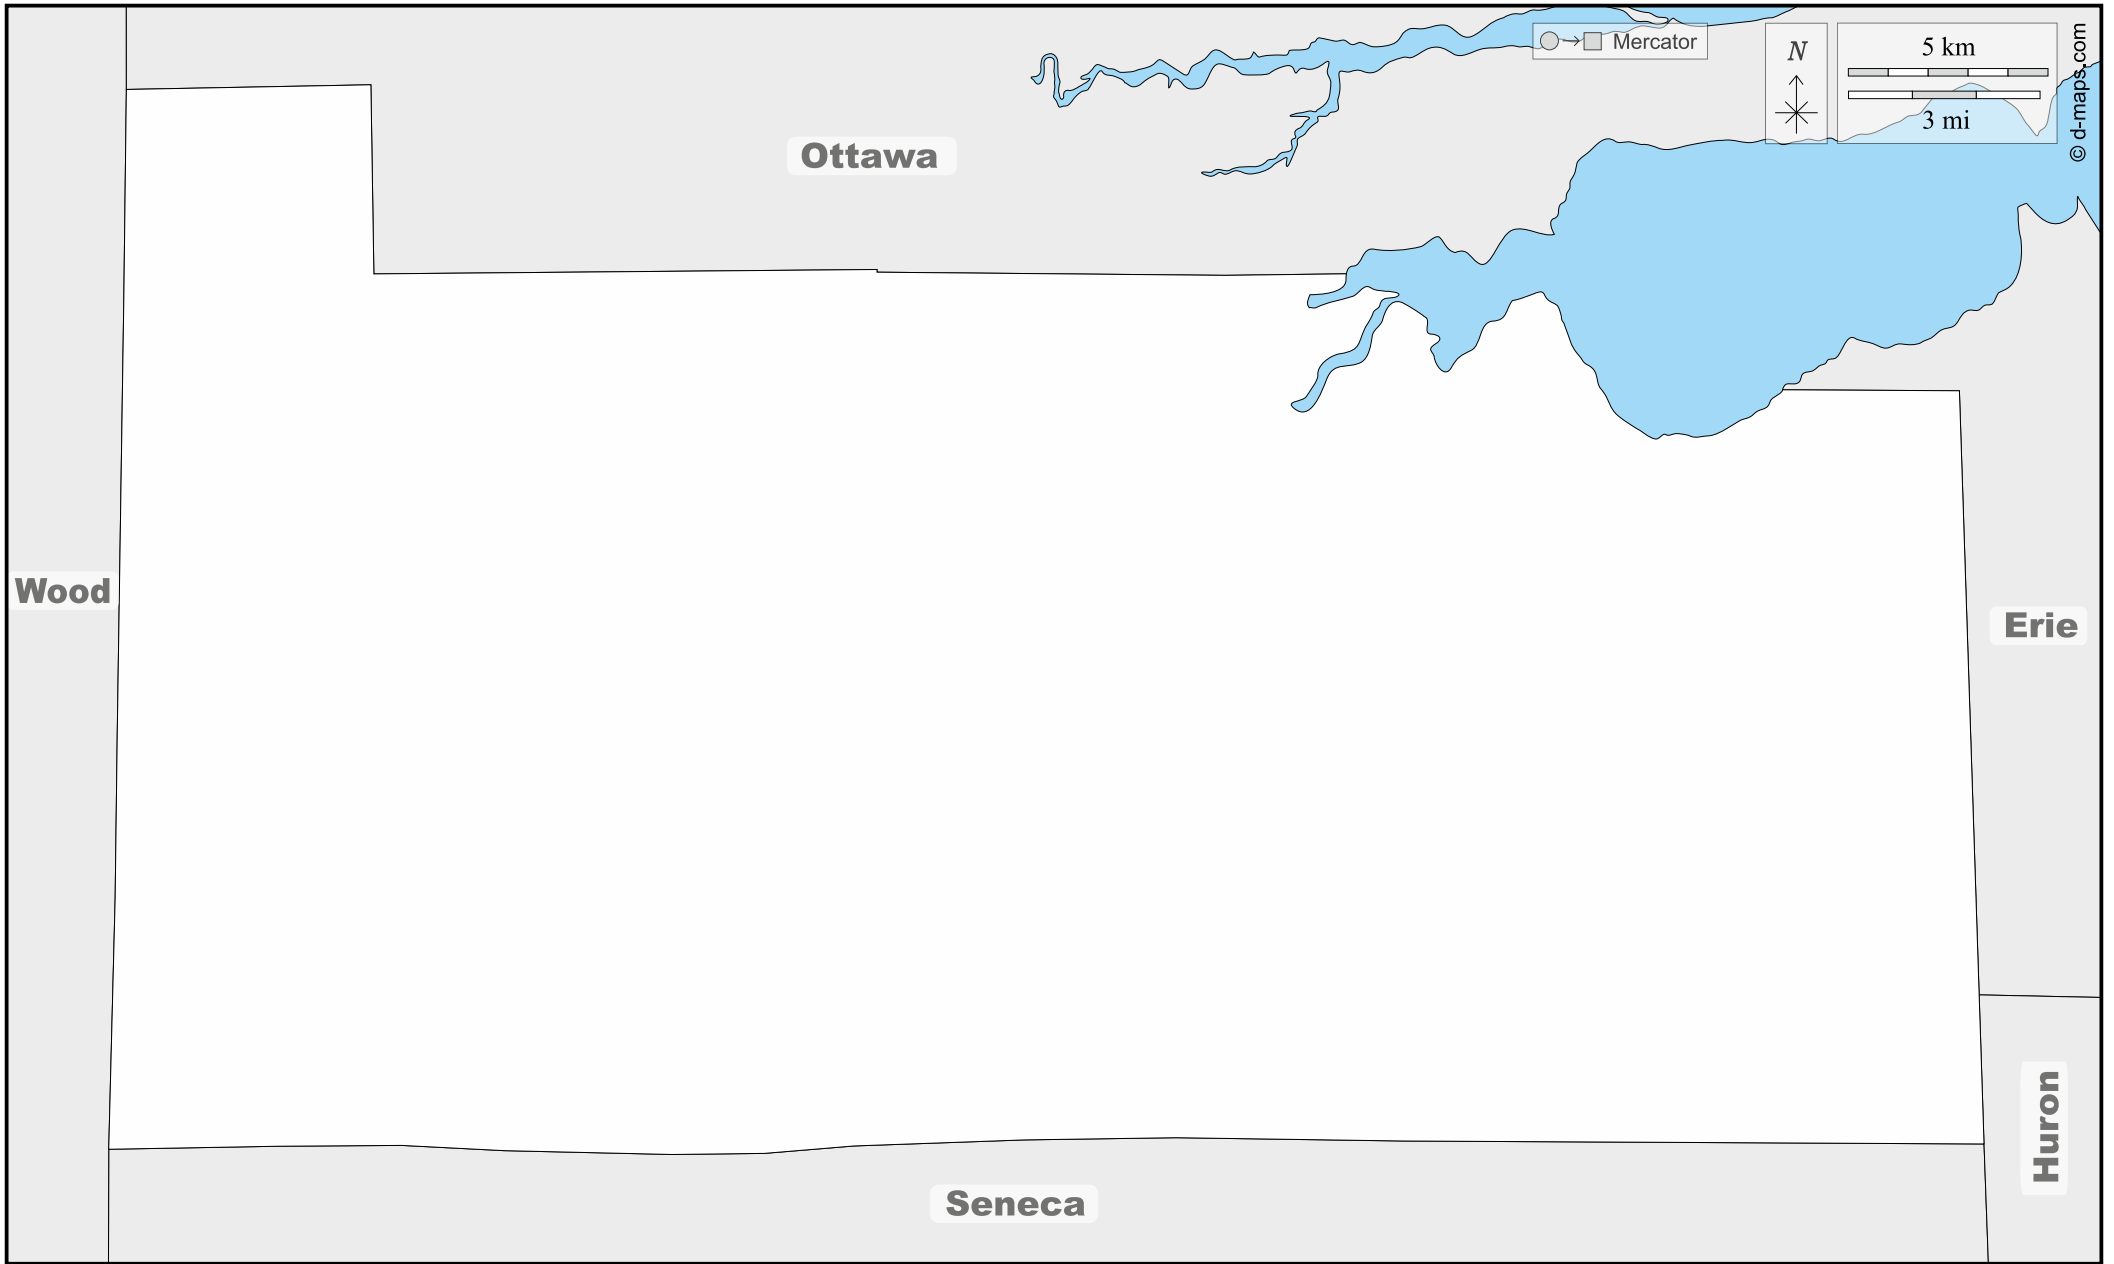 Mercator
N
5 km
3 mi
© d-maps.com
Ottawa
Wood
Erie
Huron
Seneca